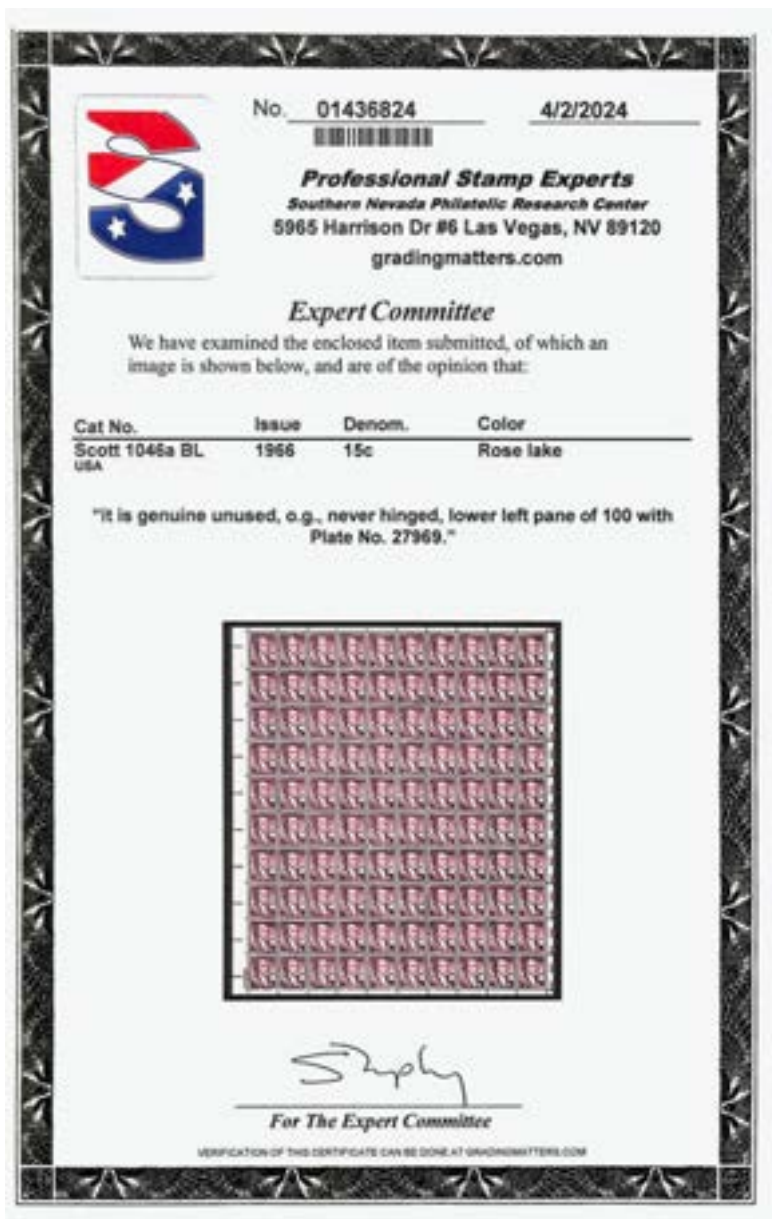 No. 01436824 4/2/2024
Professional Stamp Experts
Southern Nevada Philatelic Research Center
5965 Harrison Dr #6 Las Vegas, NV 89120
gradingmatters.com
Expert Committee
We have examined the enclosed item submitted, of which an
image is shown below, and are of the opinion that:
Cat No. Issue Denom. Color
Scott 1046a BL 1966 15c Rose lake
USA
"it is genuine unused, o.g., never hinged, lower left pane of 100 with
Plate No. 27969."
For The Expert Committee
VERIFICATION OF THIS CERTIFICATE CAN BE DONE AT GRADINGMATTERS.COM